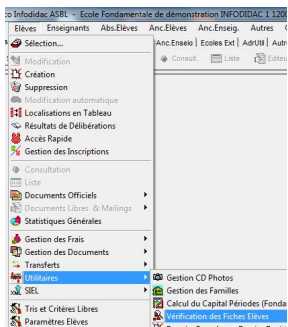 o Infodidac ASBL - Ecole Fondamentale de démonstration INFODIDAC 1 1200
Elèves Enseignants Abs.Elèves Anc.Elèves Anc.Enseig. Autres
Sélection... Anc.Enseig Ecoles Ext AdrUtil Autr
Modification Consult. Liste Editeu
Création
Suppression
Modification automatique
Localisations en Tableau
Résultats de Délibérations
Accès Rapide
Gestion des Inscriptions
Consultation
Liste
Documents Officiels
Documents Libres & Mailings
Statistiques Générales
Gestion des Frais
Gestion des Documents
Transferts
Utilitaires Gestion CD Photos
SIEL Gestion des Familles
Calcul du Capital Périodes (Fonda
Tris et Critères Libres Vérification des Fiches Elèves
Paramètres Elèves